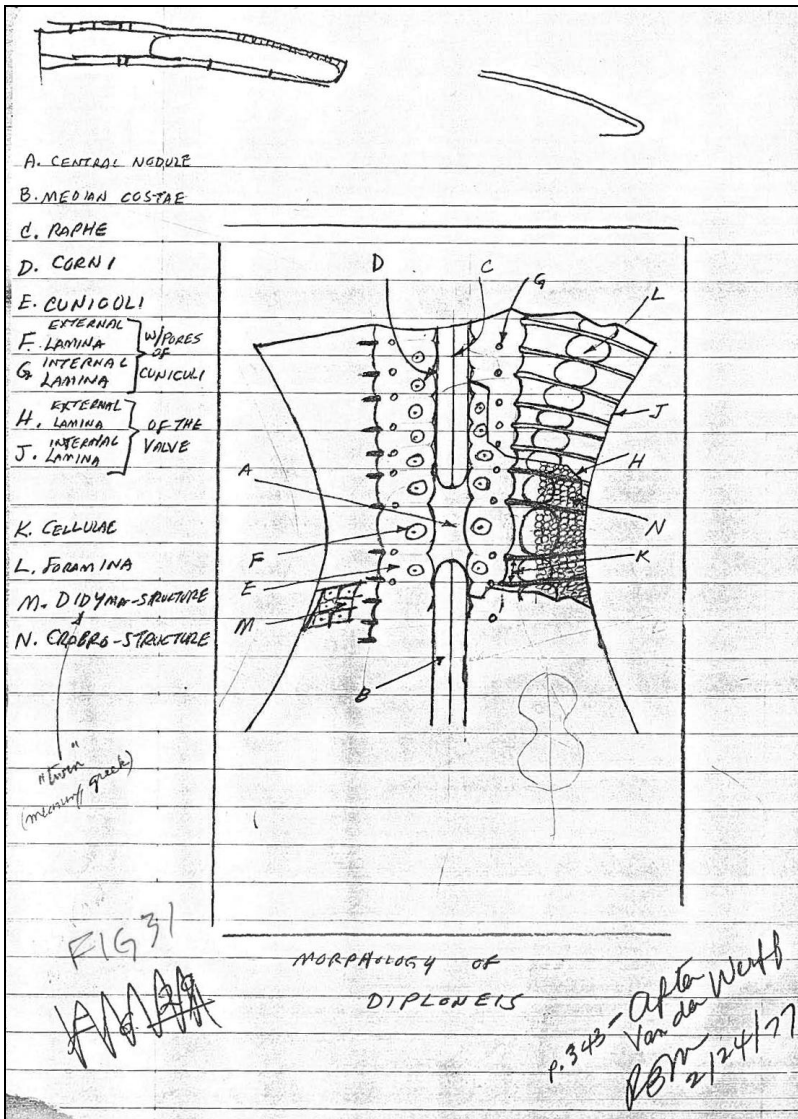 A. CENTRAL NODULE
B. MEDIAN COSTAE
C. RAPHE
D. CORNI
E. CUNICULI
F. EXTERNAL LAMINA
G INTERNAL LAMINA
W/PORES OF CUNICULI
H. EXTERNAL LAMINA
J. INTERNAL LAMINA
OF THE VALVE
K. CELLULAE
L. FORAMINA
M. DIDYMA-STRUCTURE
N. CRABRO-STRUCTURE
"twin"
(meaning greek)
D
C
G
L
J
H
A
N
F
K
E
M
B
FIG 31
MORPHOLOGY OF
DIPLONEIS
p. 343 - After
Van der Werff
RBM
2/24/77